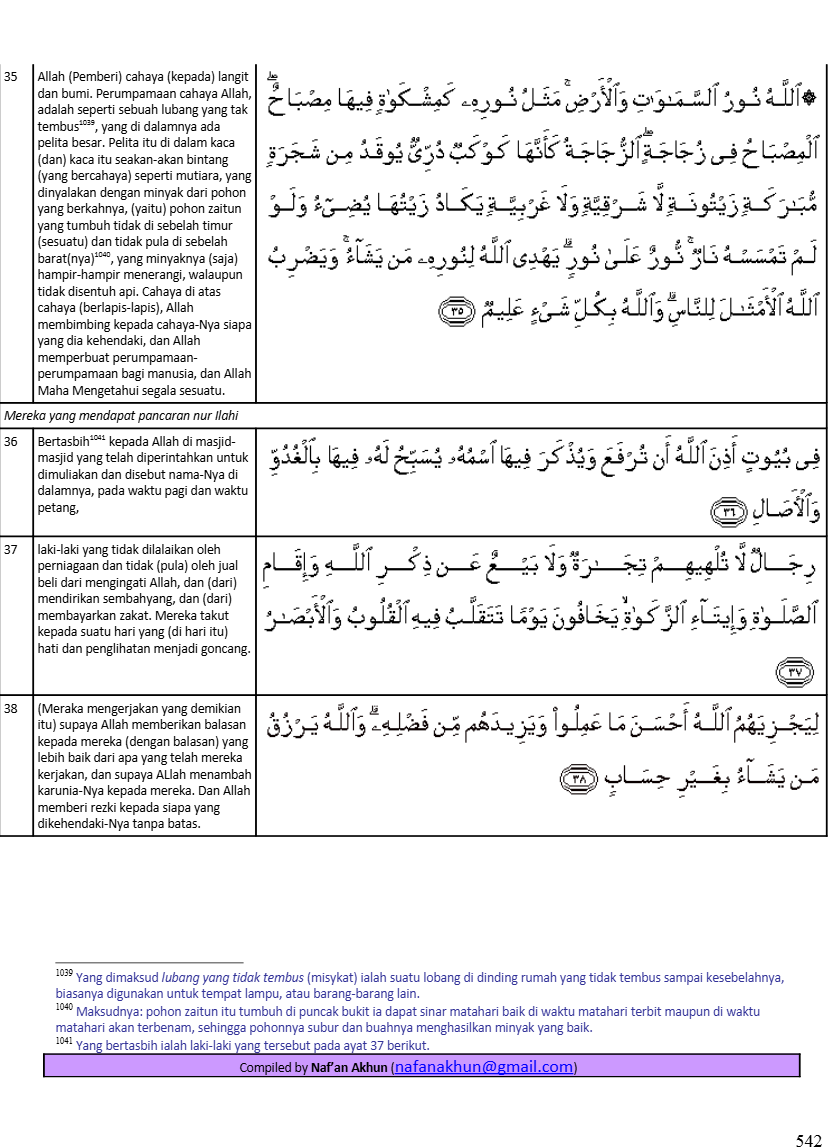 35
Allah (Pemberi) cahaya (kepada) langit
dan bumi. Perumpamaan cahaya Allah,
adalah seperti sebuah lubang yang tak
tembus1039, yang di dalamnya ada
pelita besar. Pelita itu di dalam kaca
(dan) kaca itu seakan-akan bintang
(yang bercahaya) seperti mutiara, yang
dinyalakan dengan minyak dari pohon
yang berkahnya, (yaitu) pohon zaitun
yang tumbuh tidak di sebelah timur
(sesuatu) dan tidak pula di sebelah
barat(nya)1040, yang minyaknya (saja)
hampir-hampir menerangi, walaupun
tidak disentuh api. Cahaya di atas
cahaya (berlapis-lapis), Allah
membimbing kepada cahaya-Nya siapa
yang dia kehendaki, dan Allah
memperbuat perumpamaan-
perumpamaan bagi manusia, dan Allah
Maha Mengetahui segala sesuatu.
۞ٱللَّهُ نُورُ ٱلسَّمَـٰوَٰتِ وَٱلْأَرْضِ ۚ مَثَلُ نُورِهِۦ كَمِشْكَوٰةٍ فِيهَا مِصْبَاحٌ ۖ
ٱلْمِصْبَاحُ فِى زُجَاجَةٍ ۖ ٱلزُّجَاجَةُ كَأَنَّهَا كَوْكَبٌ دُرِّىٌّ يُوقَدُ مِن شَجَرَةٍ
مُّبَـٰرَكَةٍ زَيْتُونَةٍ لَّا شَرْقِيَّةٍ وَلَا غَرْبِيَّةٍ يَكَادُ زَيْتُهَا يُضِىٓءُ وَلَوْ
لَمْ تَمْسَسْهُ نَارٌ ۚ نُّورٌ عَلَىٰ نُورٍ ۗ يَهْدِى ٱللَّهُ لِنُورِهِۦ مَن يَشَآءُ ۚ وَيَضْرِبُ
ٱللَّهُ ٱلْأَمْثَـٰلَ لِلنَّاسِ ۗ وَٱللَّهُ بِكُلِّ شَىْءٍ عَلِيمٌ ٣٥
Mereka yang mendapat pancaran nur Ilahi
36
Bertasbih1041 kepada Allah di masjid-
masjid yang telah diperintahkan untuk
dimuliakan dan disebut nama-Nya di
dalamnya, pada waktu pagi dan waktu
petang,
فِى بُيُوتٍ أَذِنَ ٱللَّهُ أَن تُرْفَعَ وَيُذْكَرَ فِيهَا ٱسْمُهُۥ يُسَبِّحُ لَهُۥ فِيهَا بِٱلْغُدُوِّ
وَٱلْأَصَالِ ٣٦
37
laki-laki yang tidak dilalaikan oleh
perniagaan dan tidak (pula) oleh jual
beli dari mengingati Allah, dan (dari)
mendirikan sembahyang, dan (dari)
membayarkan zakat. Mereka takut
kepada suatu hari yang (di hari itu)
hati dan penglihatan menjadi goncang.
رِجَالٌ لَّا تُلْهِيهِمْ تِجَـٰرَةٌ وَلَا بَيْعٌ عَن ذِكْرِ ٱللَّهِ وَإِقَامِ
ٱلصَّلَوٰةِ وَإِيتَآءِ ٱلزَّكَوٰةِ ۙ يَخَافُونَ يَوْمًا تَتَقَلَّبُ فِيهِ ٱلْقُلُوبُ وَٱلْأَبْصَـٰرُ
٣٧
38
(Meraka mengerjakan yang demikian
itu) supaya Allah memberikan balasan
kepada mereka (dengan balasan) yang
lebih baik dari apa yang telah mereka
kerjakan, dan supaya ALlah menambah
karunia-Nya kepada mereka. Dan Allah
memberi rezki kepada siapa yang
dikehendaki-Nya tanpa batas.
لِيَجْزِيَهُمُ ٱللَّهُ أَحْسَنَ مَا عَمِلُوا۟ وَيَزِيدَهُم مِّن فَضْلِهِۦ ۗ وَٱللَّهُ يَرْزُقُ
مَن يَشَآءُ بِغَيْرِ حِسَابٍ ٣٨
1039 Yang dimaksud lubang yang tidak tembus (misykat) ialah suatu lobang di dinding rumah yang tidak tembus sampai kesebelahnya,
biasanya digunakan untuk tempat lampu, atau barang-barang lain.
1040 Maksudnya: pohon zaitun itu tumbuh di puncak bukit ia dapat sinar matahari baik di waktu matahari terbit maupun di waktu
matahari akan terbenam, sehingga pohonnya subur dan buahnya menghasilkan minyak yang baik.
1041 Yang bertasbih ialah laki-laki yang tersebut pada ayat 37 berikut.
Compiled by Naf’an Akhun (nafanakhun@gmail.com)
542